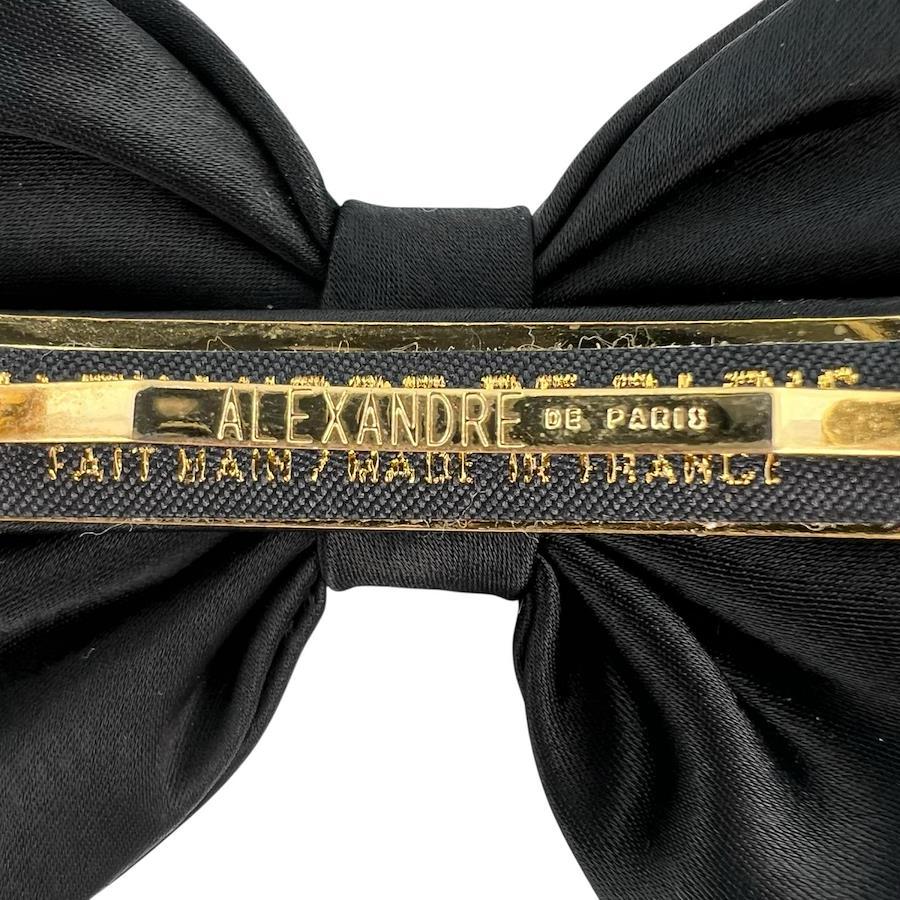 ALEXANDRE DE PARIS
FAIT MAIN / MADE IN FRANCE